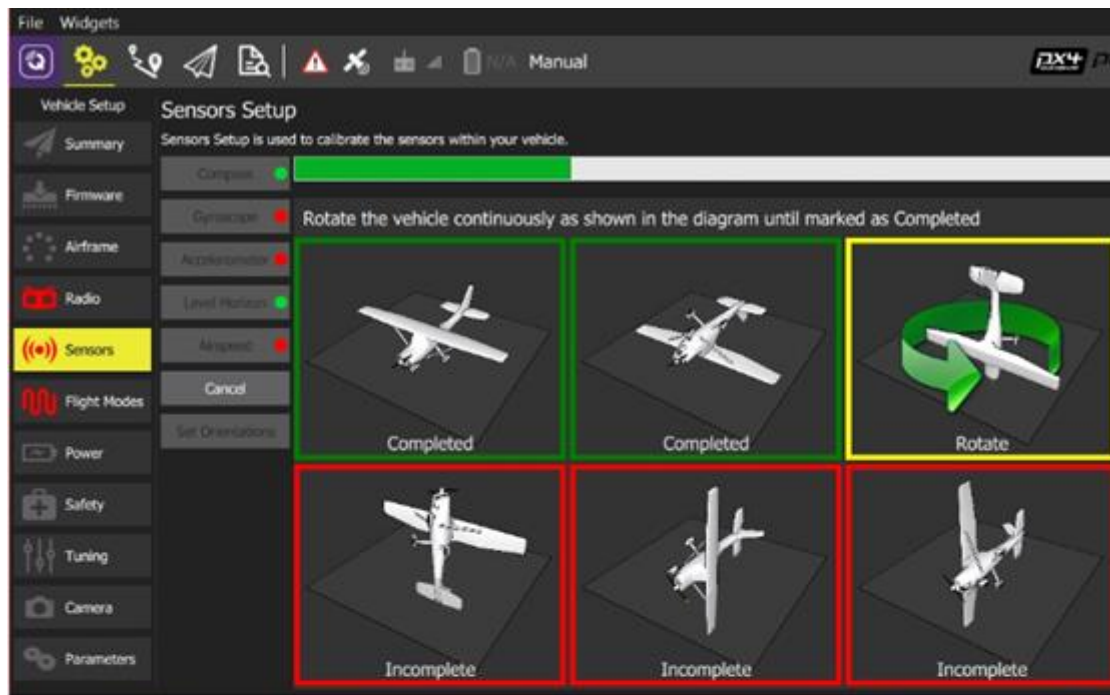 File Widgets
N/A Manual
px4
Vehicle Setup
Sensors Setup
Sensors Setup is used to calibrate the sensors within your vehicle.
Summary
Firmware
Airframe
Radio
Sensors
Flight Modes
Power
Safety
Tuning
Camera
Parameters
Compass
Gyroscope
Accelerometer
Level Horizon
Airspeed
Cancel
Set Orientations
Rotate the vehicle continuously as shown in the diagram until marked as Completed
Completed
Completed
Rotate
Incomplete
Incomplete
Incomplete